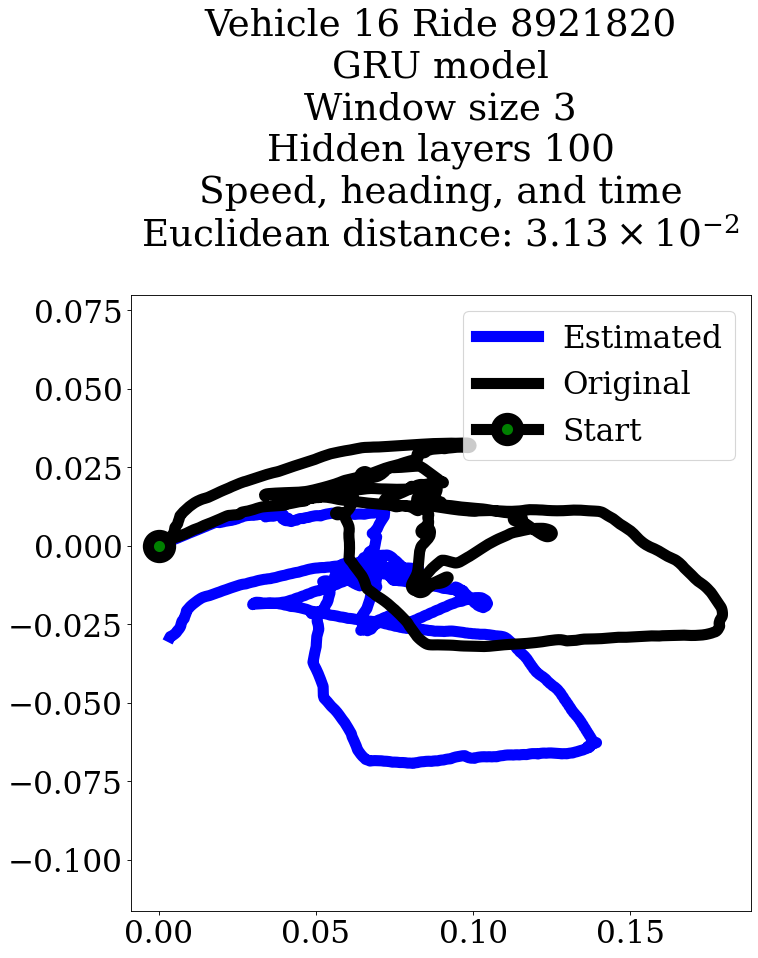 Vehicle 16 Ride 8921820
GRU model
Window size 3
Hidden layers 100
Speed, heading, and time
Euclidean distance: 3.13 × 10⁻²
Estimated
Original
Start
0.075
0.050
0.025
0.000
−0.025
−0.050
−0.075
−0.100
0.00 0.05 0.10 0.15